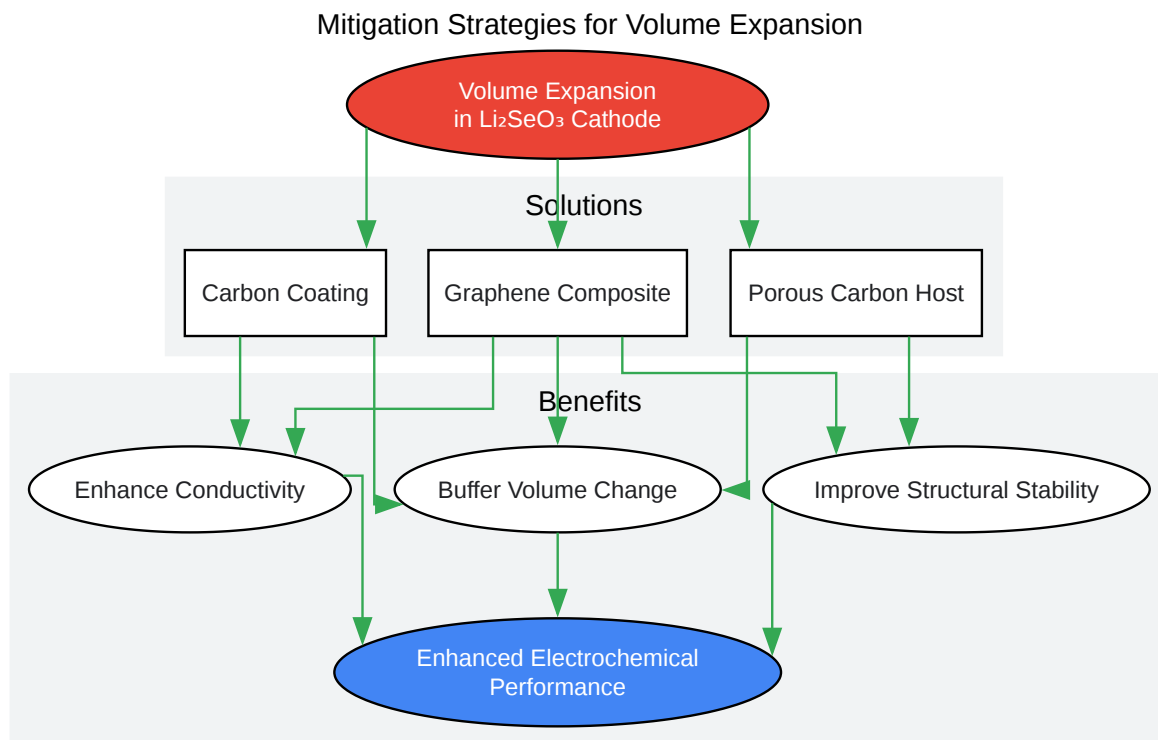 Mitigation Strategies for Volume Expansion
Volume Expansion
in Li₂SeO₃ Cathode
Solutions
Carbon Coating
Graphene Composite
Porous Carbon Host
Benefits
Enhance Conductivity
Buffer Volume Change
Improve Structural Stability
Enhanced Electrochemical
Performance